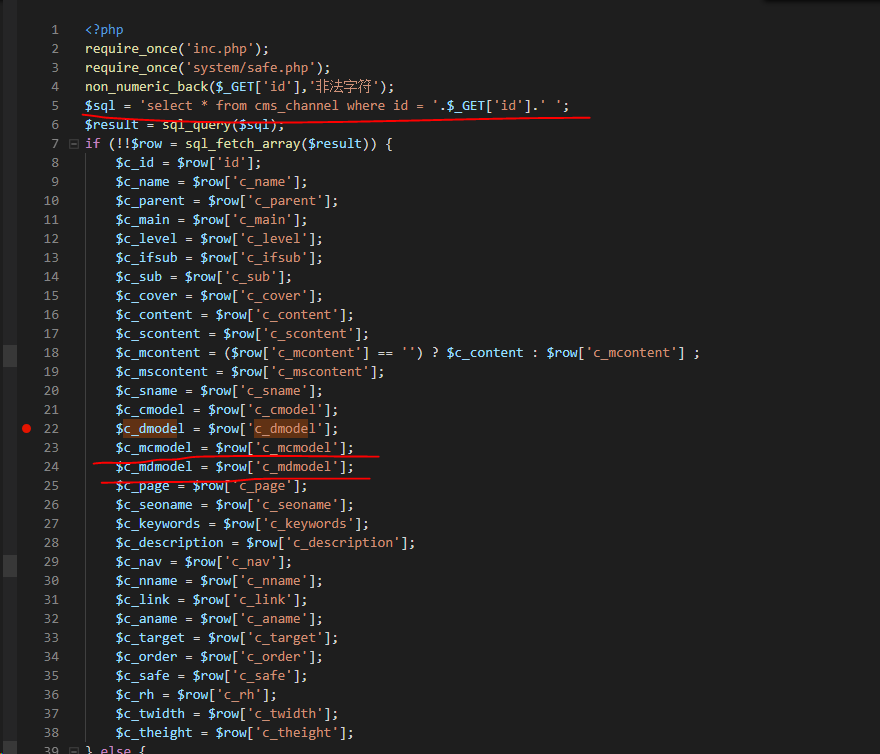 1 <?php
2 require_once('inc.php');
3 require_once('system/safe.php');
4 non_numeric_back($_GET['id'],'非法字符');
5 $sql = 'select * from cms_channel where id = '.$_GET['id'].' ';
6 $result = sql_query($sql);
7 if (!!$row = sql_fetch_array($result)) {
8 $c_id = $row['id'];
9 $c_name = $row['c_name'];
10 $c_parent = $row['c_parent'];
11 $c_main = $row['c_main'];
12 $c_level = $row['c_level'];
13 $c_ifsub = $row['c_ifsub'];
14 $c_sub = $row['c_sub'];
15 $c_cover = $row['c_cover'];
16 $c_content = $row['c_content'];
17 $c_scontent = $row['c_scontent'];
18 $c_mcontent = ($row['c_mcontent'] == '') ? $c_content : $row['c_mcontent'] ;
19 $c_mscontent = $row['c_mscontent'];
20 $c_sname = $row['c_sname'];
21 $c_cmodel = $row['c_cmodel'];
22 $c_dmodel = $row['c_dmodel'];
23 $c_mcmodel = $row['c_mcmodel'];
24 $c_mdmodel = $row['c_mdmodel'];
25 $c_page = $row['c_page'];
26 $c_seoname = $row['c_seoname'];
27 $c_keywords = $row['c_keywords'];
28 $c_description = $row['c_description'];
29 $c_nav = $row['c_nav'];
30 $c_nname = $row['c_nname'];
31 $c_link = $row['c_link'];
32 $c_aname = $row['c_aname'];
33 $c_target = $row['c_target'];
34 $c_order = $row['c_order'];
35 $c_safe = $row['c_safe'];
36 $c_rh = $row['c_rh'];
37 $c_twidth = $row['c_twidth'];
38 $c_theight = $row['c_theight'];
39 } else {